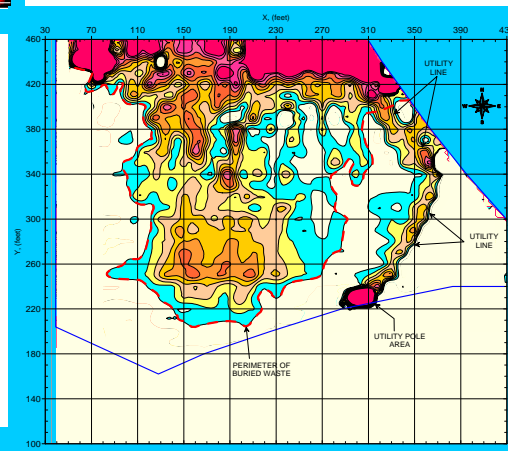 X, (feet)
30 70 110 150 190 230 270 310 350 390
460
420
380
340
300
260
220
180
140
100
Y, (feet)
UTILITY
LINE
UTILITY
LINE
UTILITY POLE
AREA
PERIMETER OF
BURIED WASTE